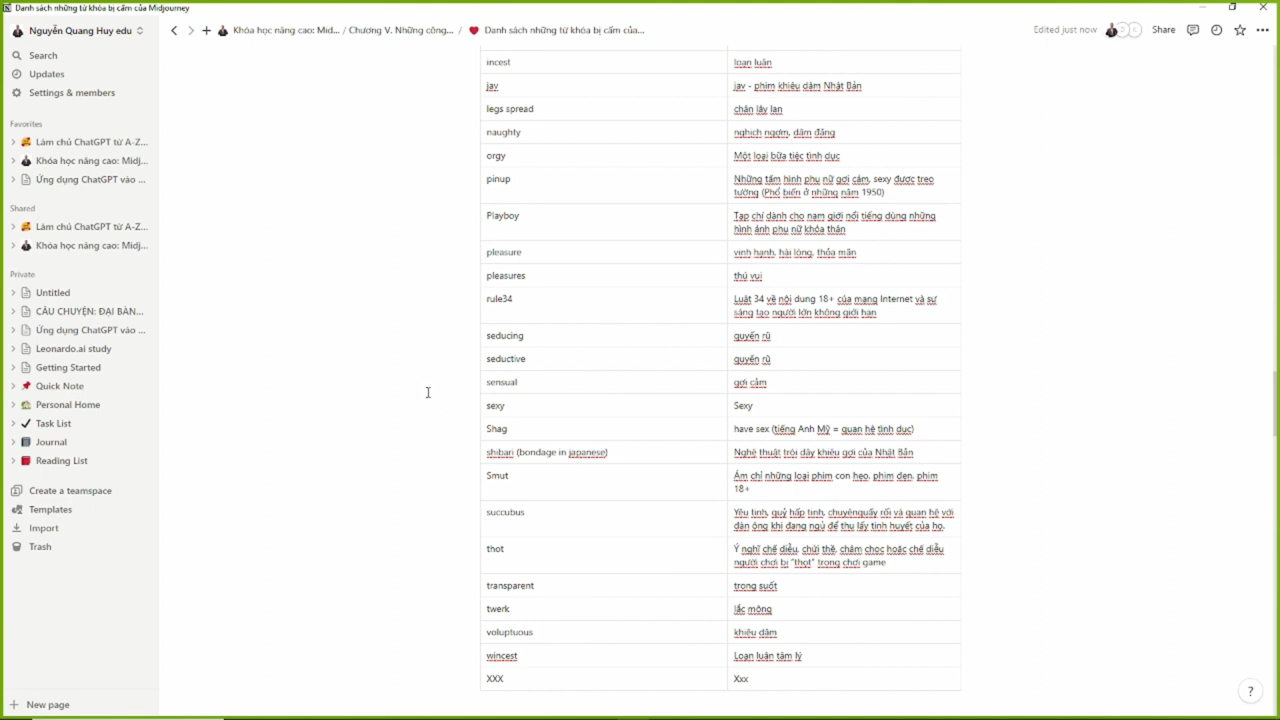 Danh sách những từ khóa bị cấm của Midjourney
Nguyễn Quang Huy edu
Khóa học nâng cao: Mid... / Chương V. Những công... / Danh sách những từ khóa bị cấm của...
Edited just now
Share
Search
Updates
Settings & members
Favorites
Làm chủ ChatGPT từ A-Z...
Khóa học nâng cao: Midj...
Ứng dụng ChatGPT vào ...
Shared
Làm chủ ChatGPT từ A-Z...
Khóa học nâng cao: Midj...
Private
Untitled
CÂU CHUYỆN: ĐẠI BÀN...
Ứng dụng ChatGPT vào ...
Leonardo.ai study
Getting Started
Quick Note
Personal Home
Task List
Journal
Reading List
Create a teamspace
Templates
Import
Trash
New page
incest loạn luân
jav jav - phim khiêu dâm Nhật Bản
legs spread chân lây lan
naughty nghịch ngợm, dâm đãng
orgy Một loại bữa tiệc tình dục
pinup Những tấm hình phụ nữ gợi cảm, sexy được treo
tường (Phổ biến ở những năm 1950)
Playboy Tạp chí dành cho nam giới nổi tiếng dùng những
hình ảnh phụ nữ khỏa thân
pleasure vinh hạnh, hài lòng, thỏa mãn
pleasures thú vui
rule34 Luật 34 về nội dung 18+ của mạng Internet và sự
sáng tạo người lớn không giới hạn
seducing quyến rũ
seductive quyến rũ
sensual gợi cảm
sexy Sexy
Shag have sex (tiếng Anh Mỹ = quan hệ tình dục)
shibari (bondage in japanese) Nghệ thuật trói dây khiêu gợi của Nhật Bản
Smut Ám chỉ những loại phim con heo, phim đen, phim
18+
succubus Yêu tinh, quỷ hấp tinh, chuyênquấy rối và quan hệ với
đàn ông khi đang ngủ để thu lấy tinh huyết của họ.
thot Ý nghĩ chế diễu, chửi thề, châm chọc hoặc chế diễu
người chơi bị "thọt" trong chơi game
transparent trong suốt
twerk lắc mông
voluptuous khiêu dâm
wincest Loạn luân tâm lý
XXX Xxx
?